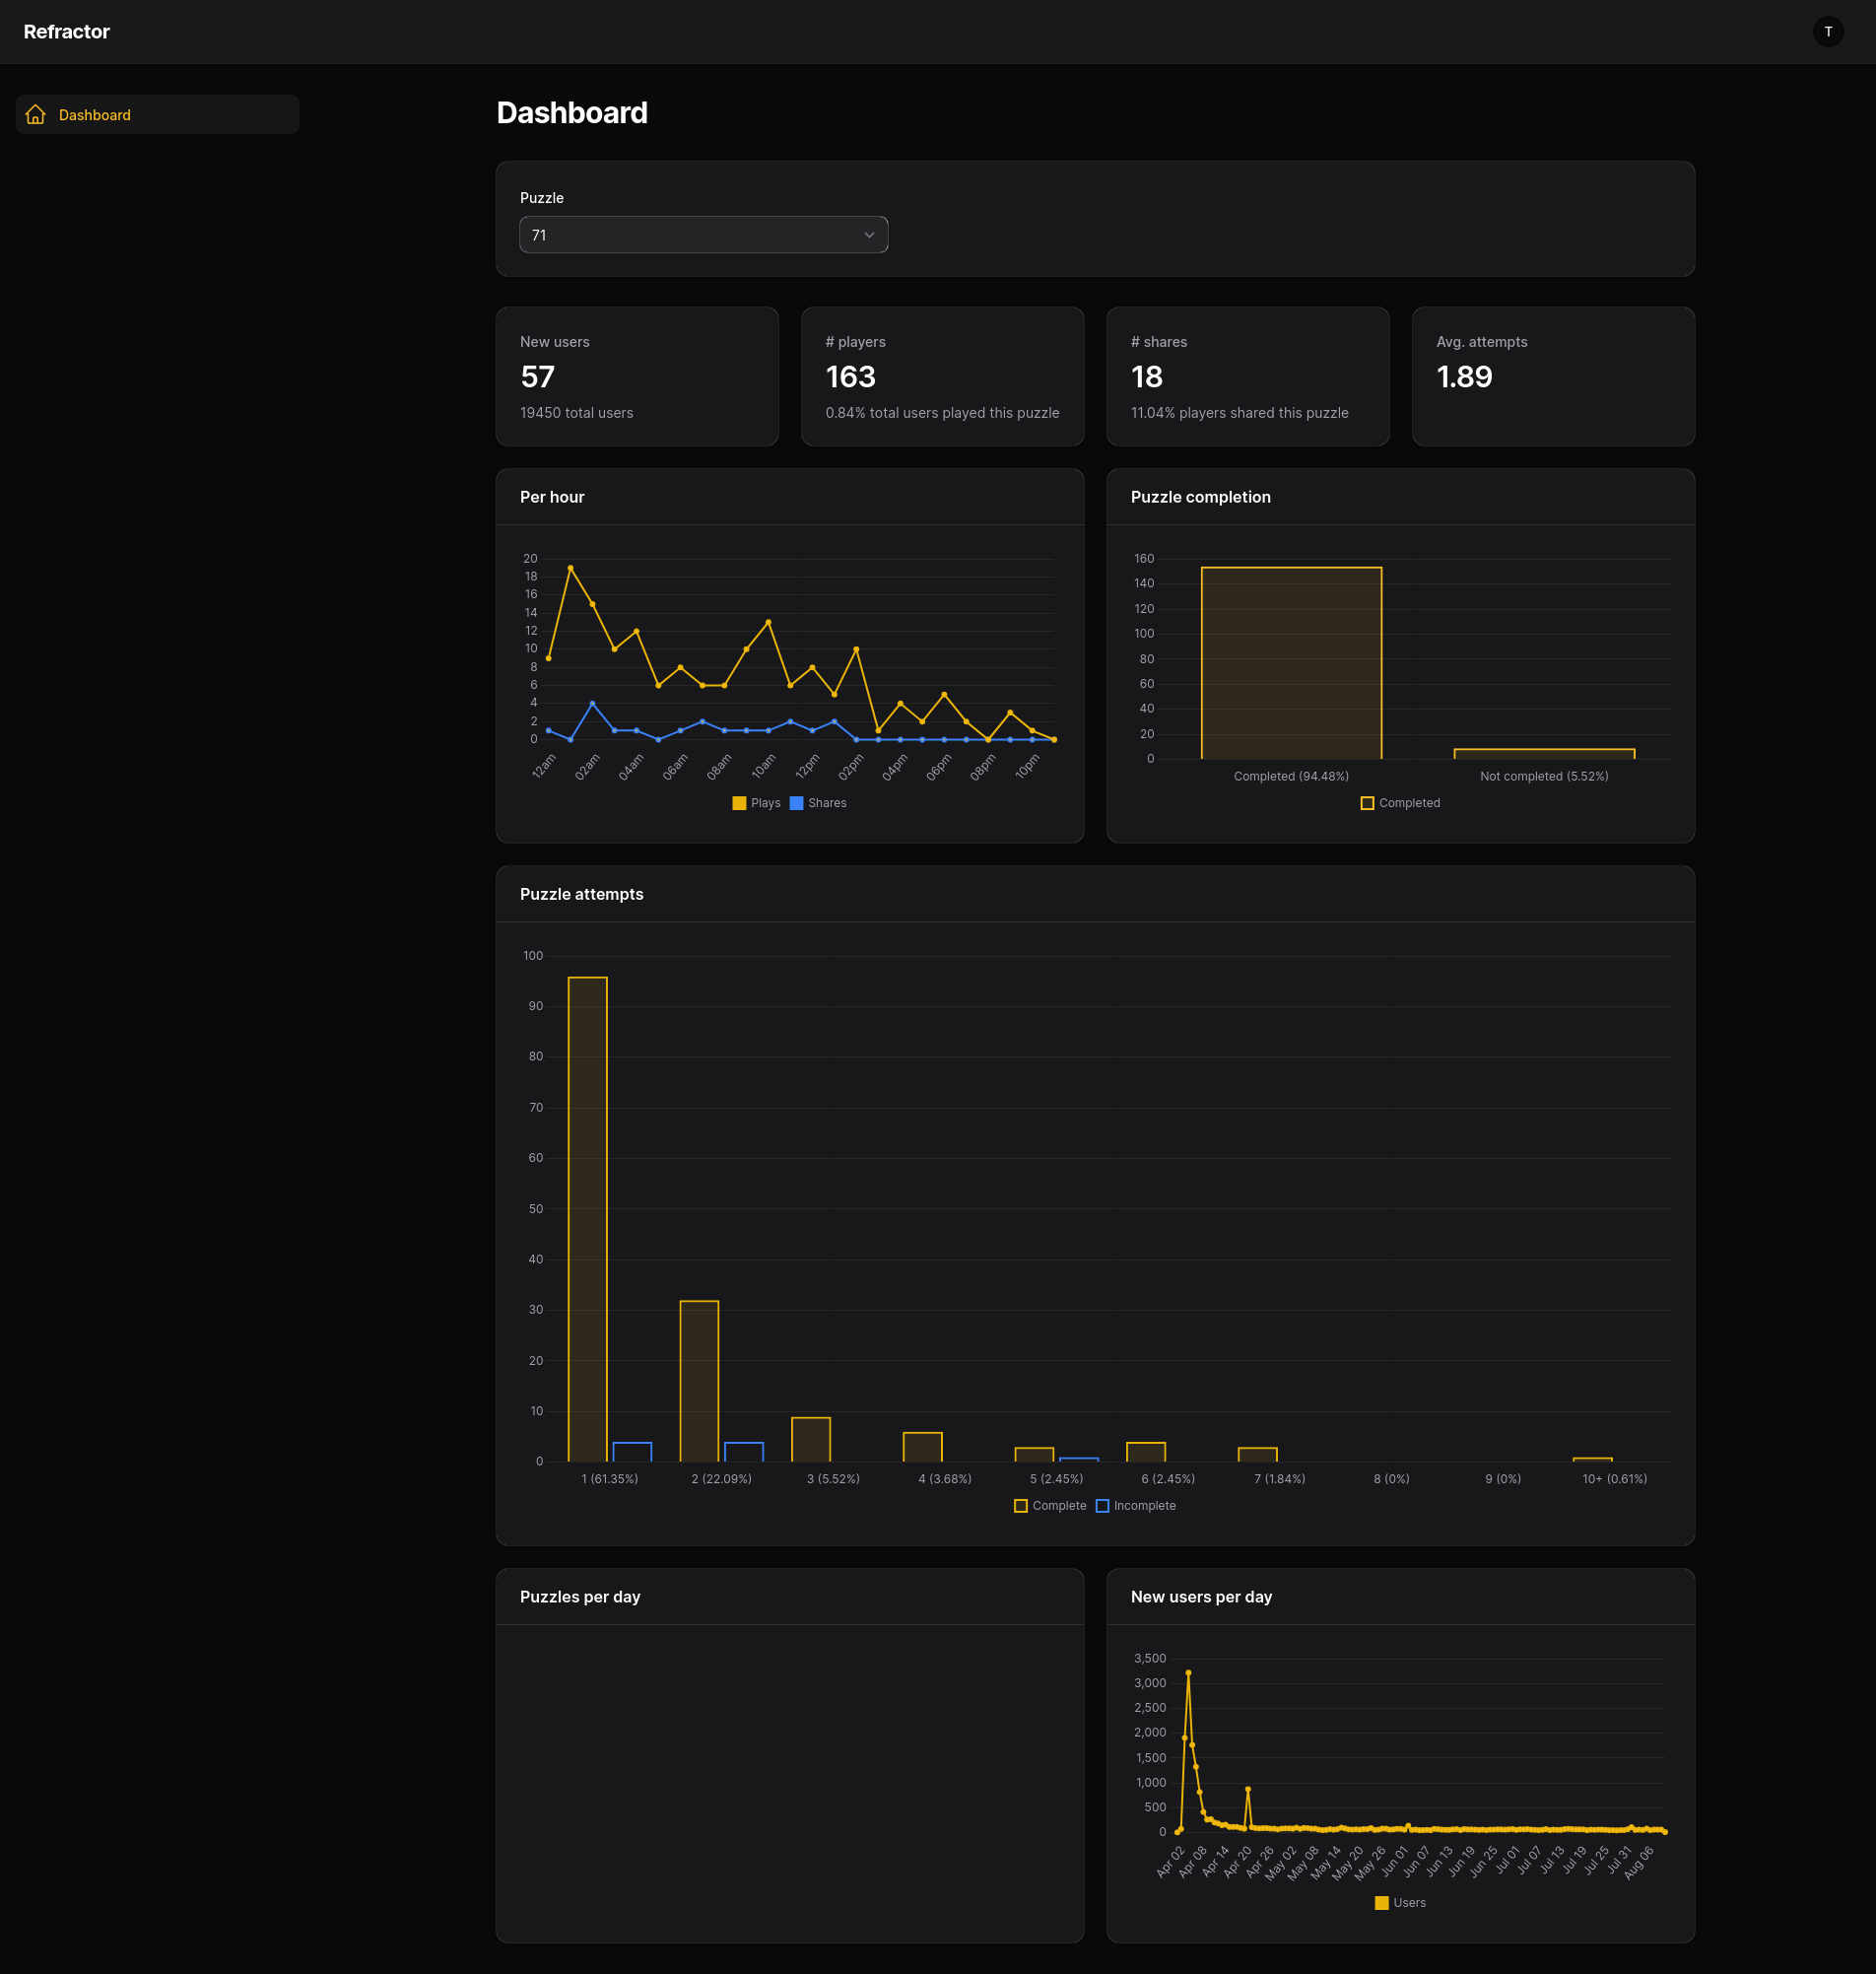 Refractor
T
Dashboard
Dashboard
Puzzle
71
New users
57
19450 total users
# players
163
0.84% total users played this puzzle
# shares
18
11.04% players shared this puzzle
Avg. attempts
1.89
Per hour
20
18
16
14
12
10
8
6
4
2
0
12am 02am 04am 06am 08am 10am 12pm 02pm 04pm 06pm 08pm 10pm
Plays Shares
Puzzle completion
160
140
120
100
80
60
40
20
0
Completed (94.48%) Not completed (5.52%)
Completed
Puzzle attempts
100
90
80
70
60
50
40
30
20
10
0
1 (61.35%) 2 (22.09%) 3 (5.52%) 4 (3.68%) 5 (2.45%) 6 (2.45%) 7 (1.84%) 8 (0%) 9 (0%) 10+ (0.61%)
Complete Incomplete
Puzzles per day
New users per day
3,500
3,000
2,500
2,000
1,500
1,000
500
0
Apr 02 Apr 08 Apr 14 Apr 20 Apr 26 May 02 May 08 May 14 May 20 May 26 Jun 01 Jun 07 Jun 13 Jun 19 Jun 25 Jul 01 Jul 07 Jul 13 Jul 19 Jul 25 Jul 31 Aug 06
Users